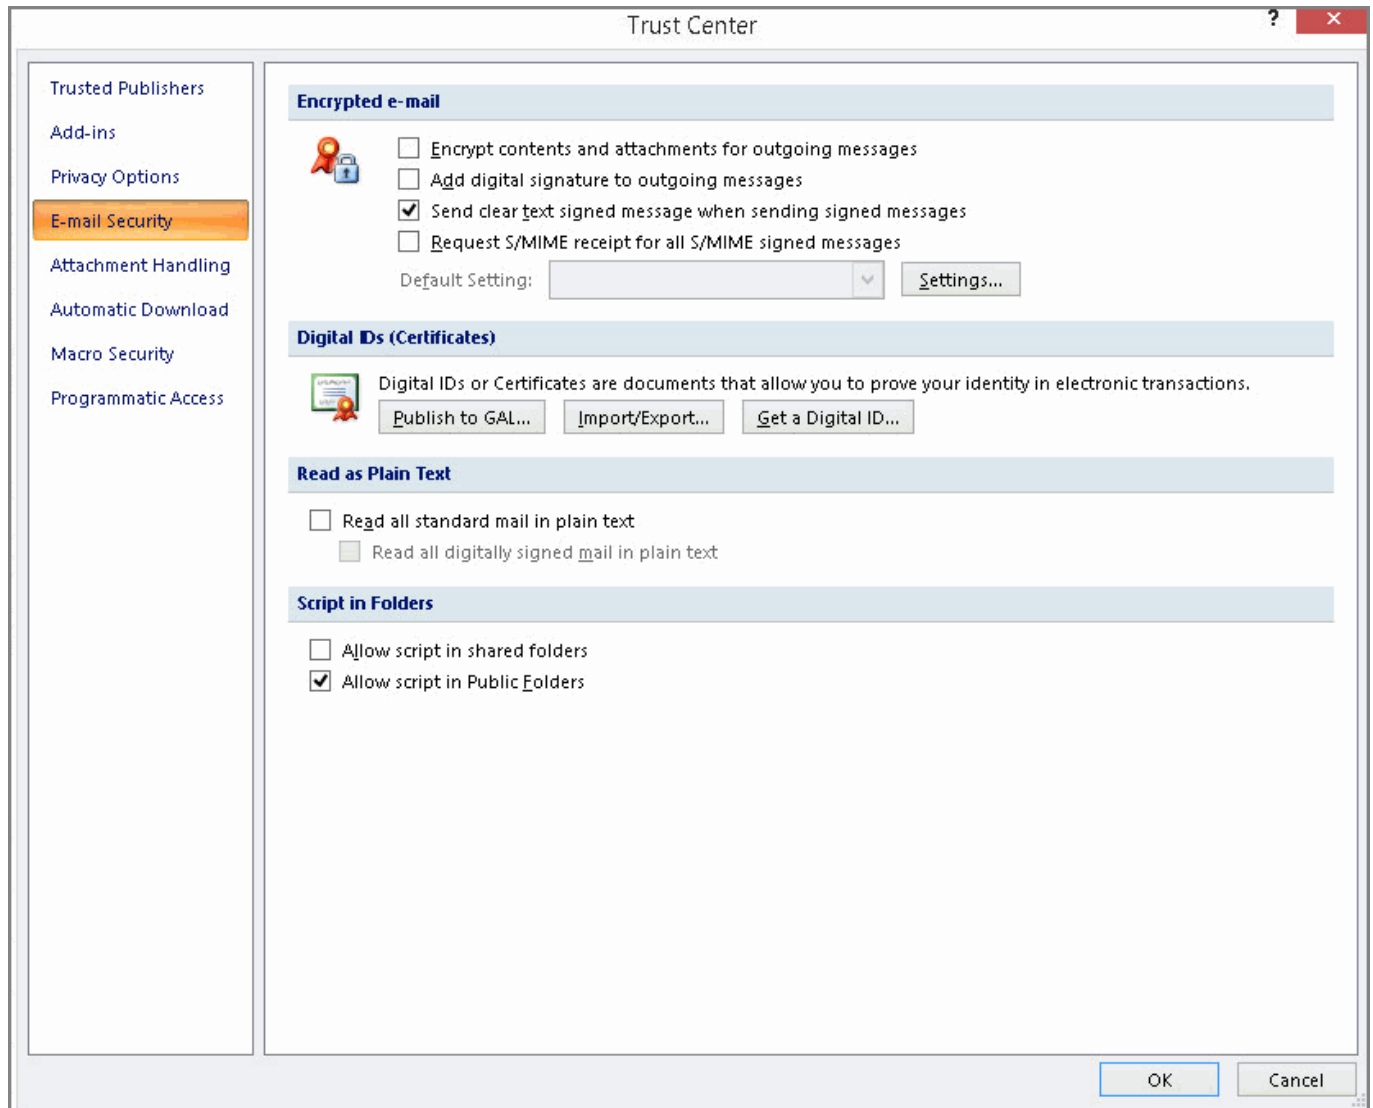 Trust Center
?
Trusted Publishers
Add-ins
Privacy Options
E-mail Security
Attachment Handling
Automatic Download
Macro Security
Programmatic Access
Encrypted e-mail
Encrypt contents and attachments for outgoing messages
Add digital signature to outgoing messages
Send clear text signed message when sending signed messages
Request S/MIME receipt for all S/MIME signed messages
Default Setting: Settings...
Digital IDs (Certificates)
Digital IDs or Certificates are documents that allow you to prove your identity in electronic transactions.
Publish to GAL... Import/Export... Get a Digital ID...
Read as Plain Text
Read all standard mail in plain text
Read all digitally signed mail in plain text
Script in Folders
Allow script in shared folders
Allow script in Public Folders
OK Cancel